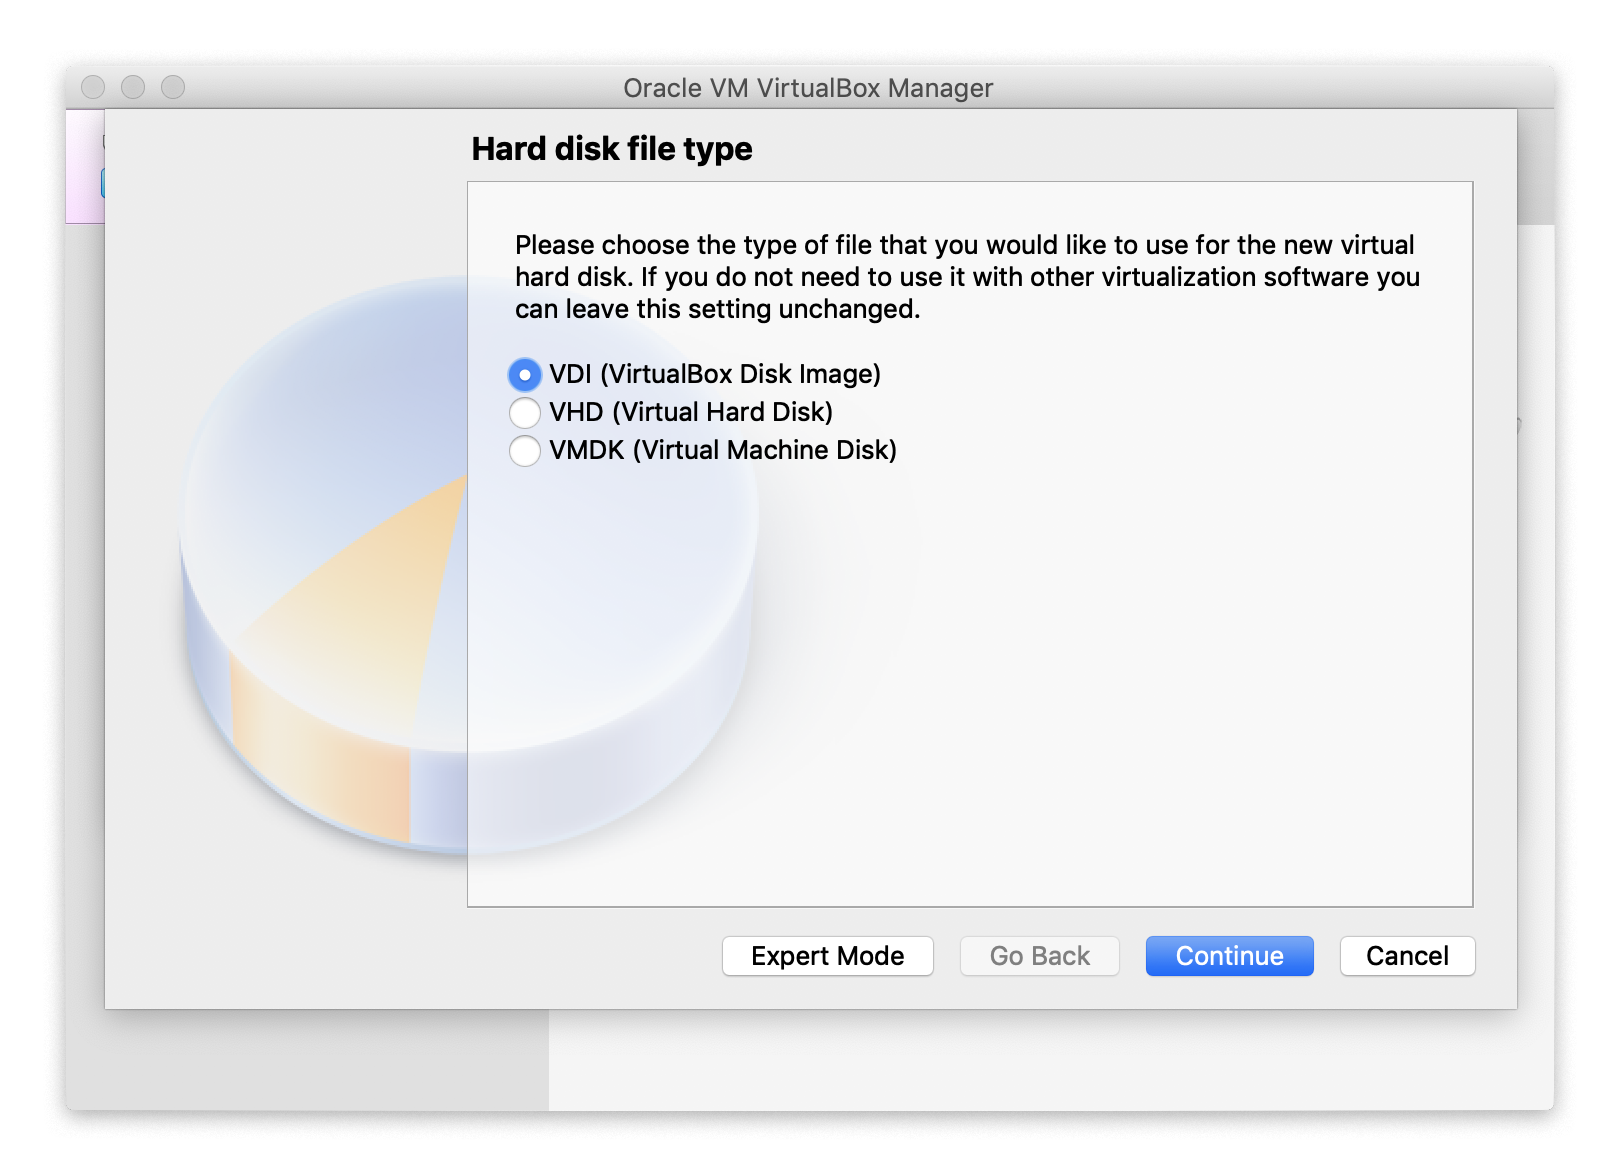 Oracle VM VirtualBox Manager
Hard disk file type
Please choose the type of file that you would like to use for the new virtual
hard disk. If you do not need to use it with other virtualization software you
can leave this setting unchanged.
VDI (VirtualBox Disk Image)
VHD (Virtual Hard Disk)
VMDK (Virtual Machine Disk)
Expert Mode
Go Back
Continue
Cancel